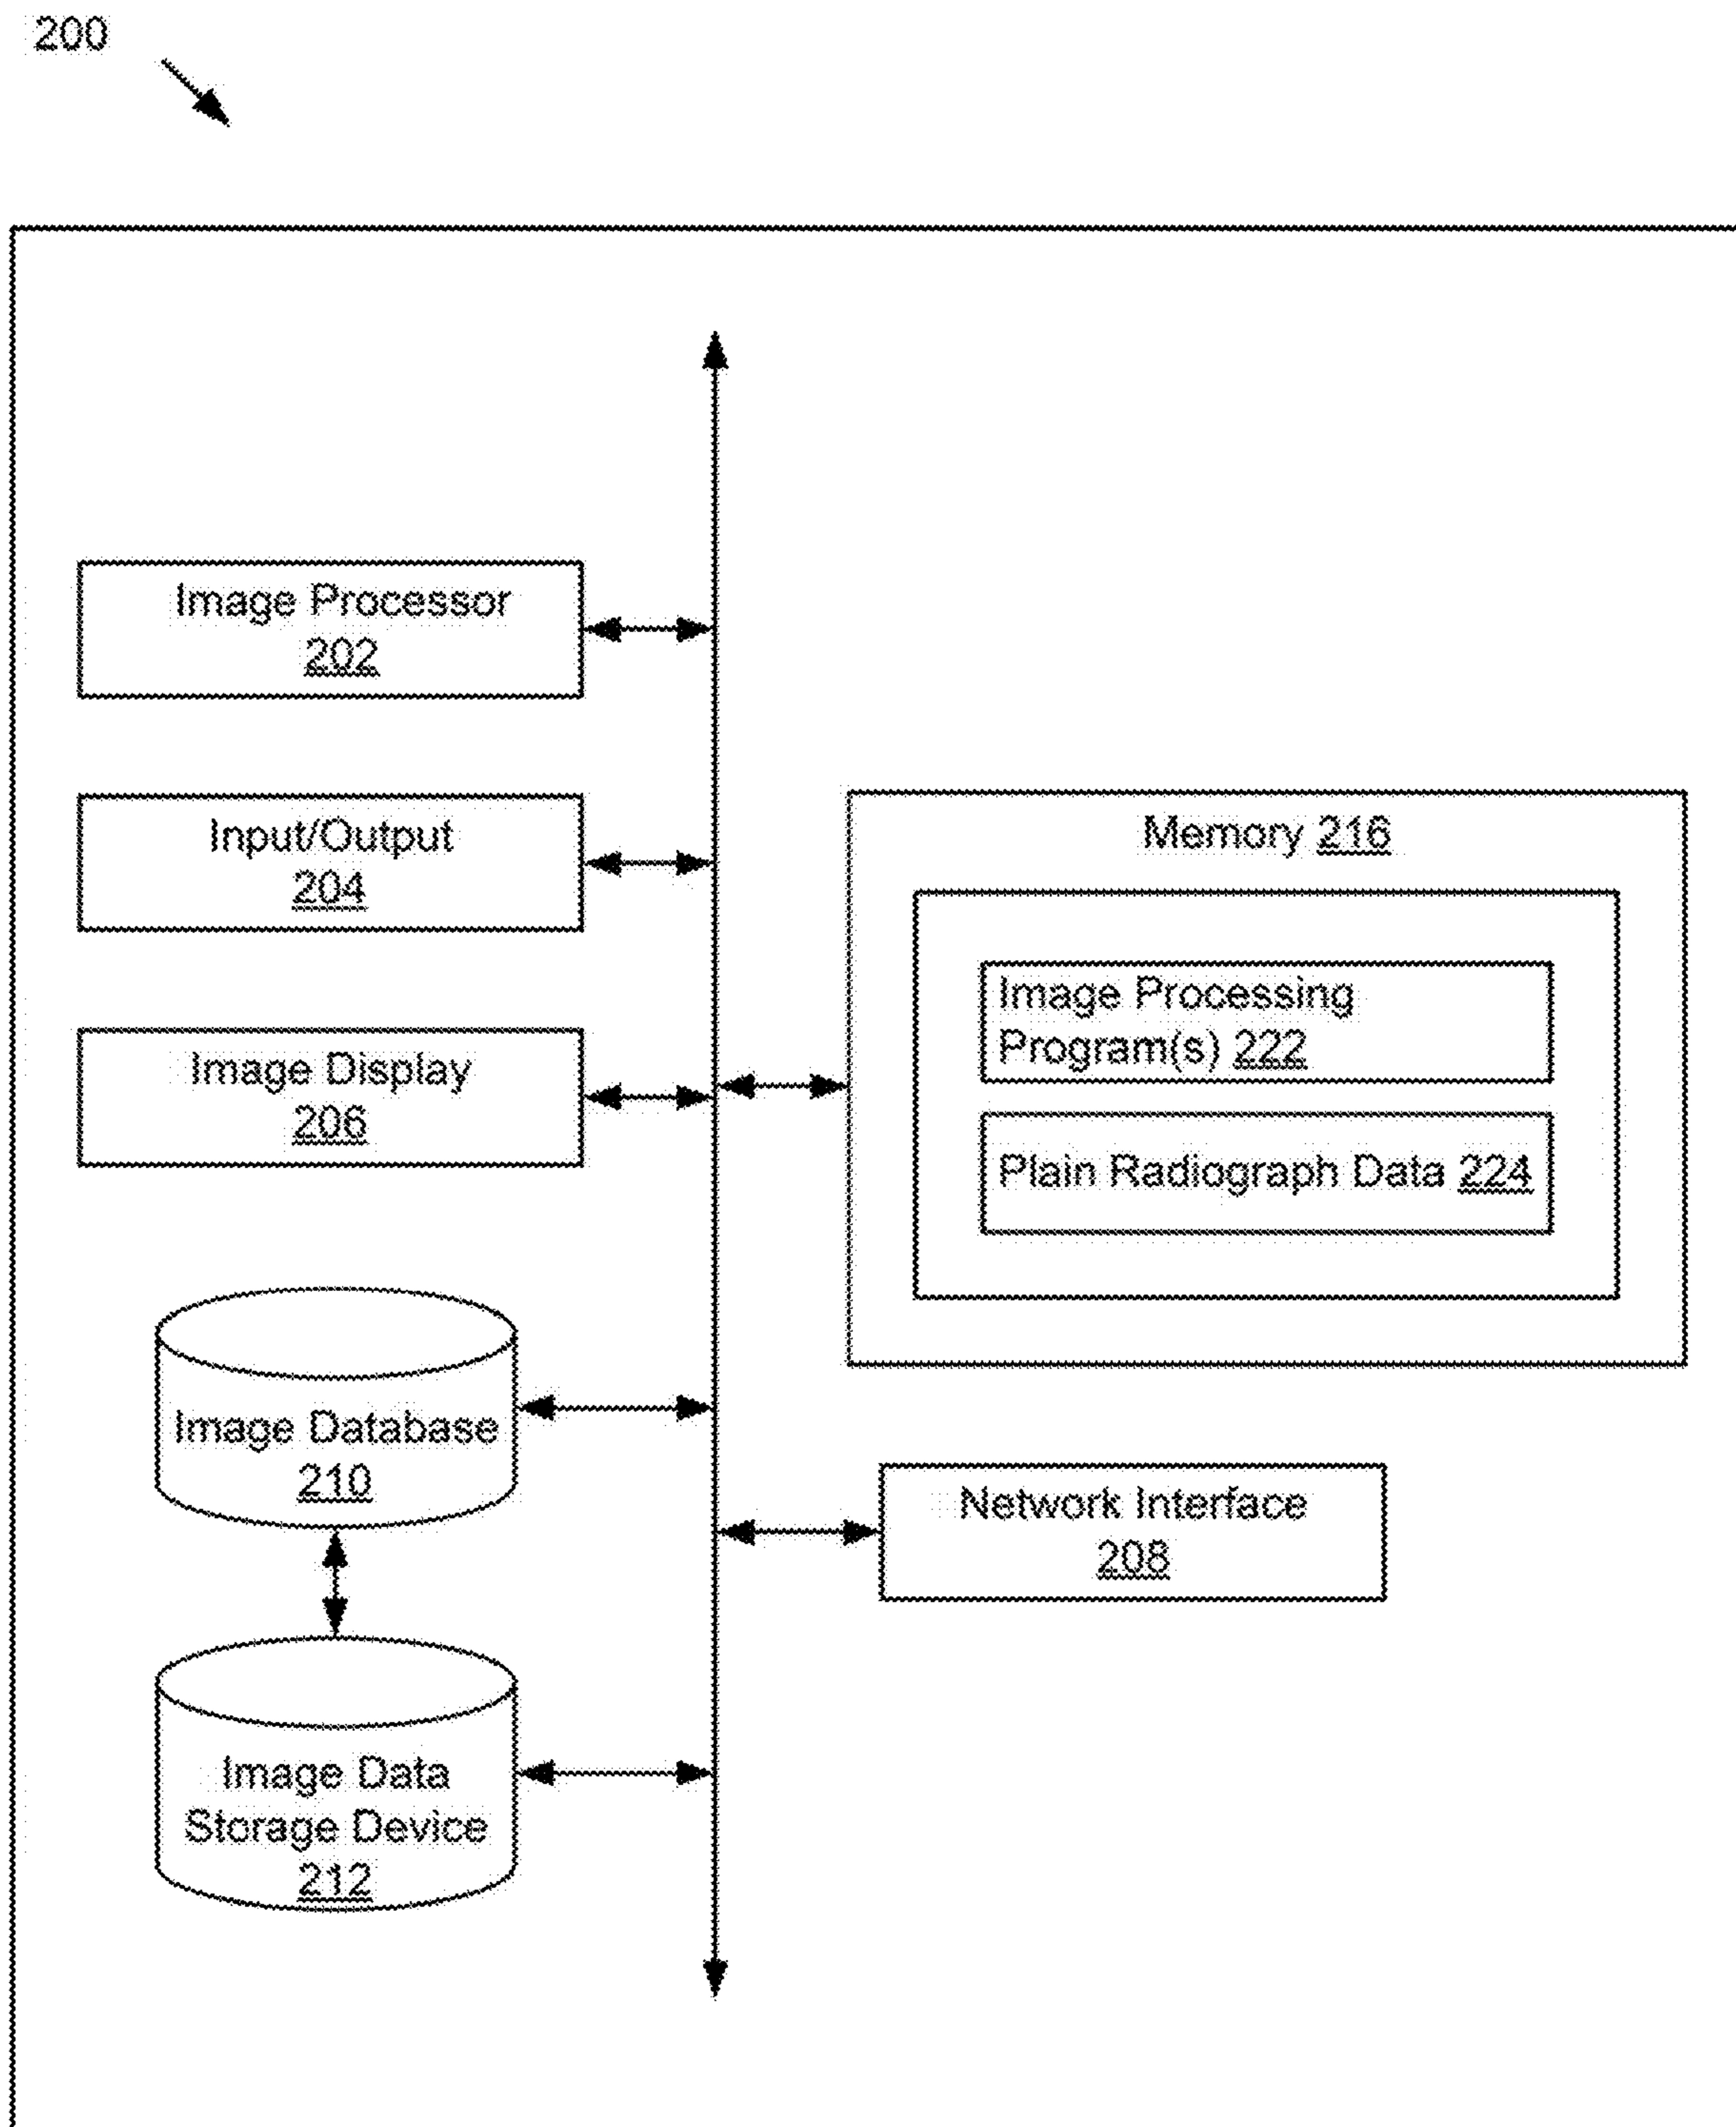 200
Image Processor
202
Input/Output
204
Image Display
206
Memory 216
Image Processing
Program(s) 222
Plain Radiograph Data 224
Image Database
210
Network Interface
208
Image Data
Storage Device
212